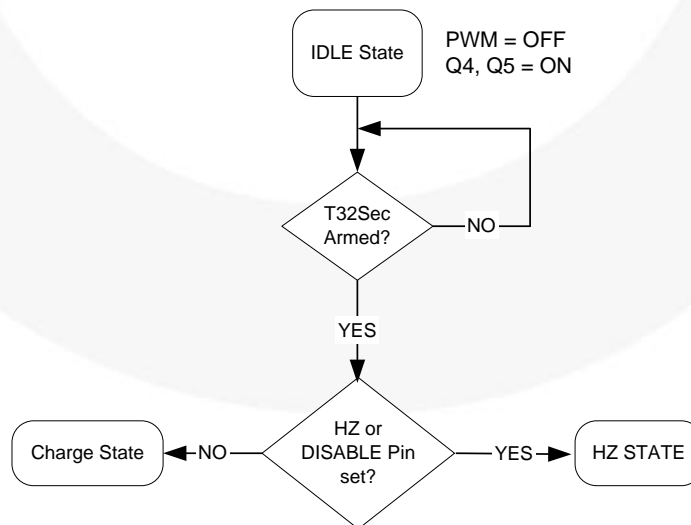 IDLE State
PWM = OFF
Q4, Q5 = ON
T32Sec
Armed?
NO
YES
HZ or
DISABLE Pin
set?
Charge State
NO
YES
HZ STATE